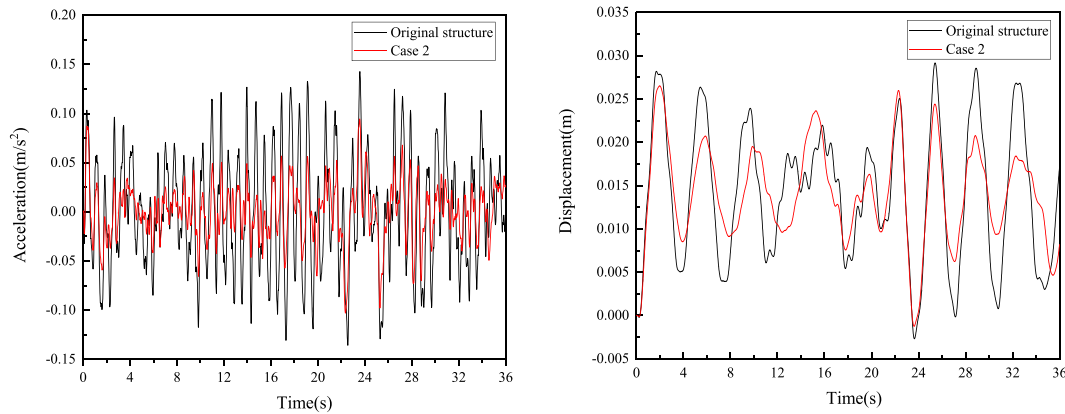 Acceleration(m/s²)
0.20
0.15
0.10
0.05
0.00
-0.05
-0.10
-0.15
Original structure
Case 2
0 4 8 12 16 20 24 28 32 36
Time(s)
Displacement(m)
0.035
0.030
0.025
0.020
0.015
0.010
0.005
0.000
-0.005
Original structure
Case 2
0 4 8 12 16 20 24 28 32 36
Time(s)